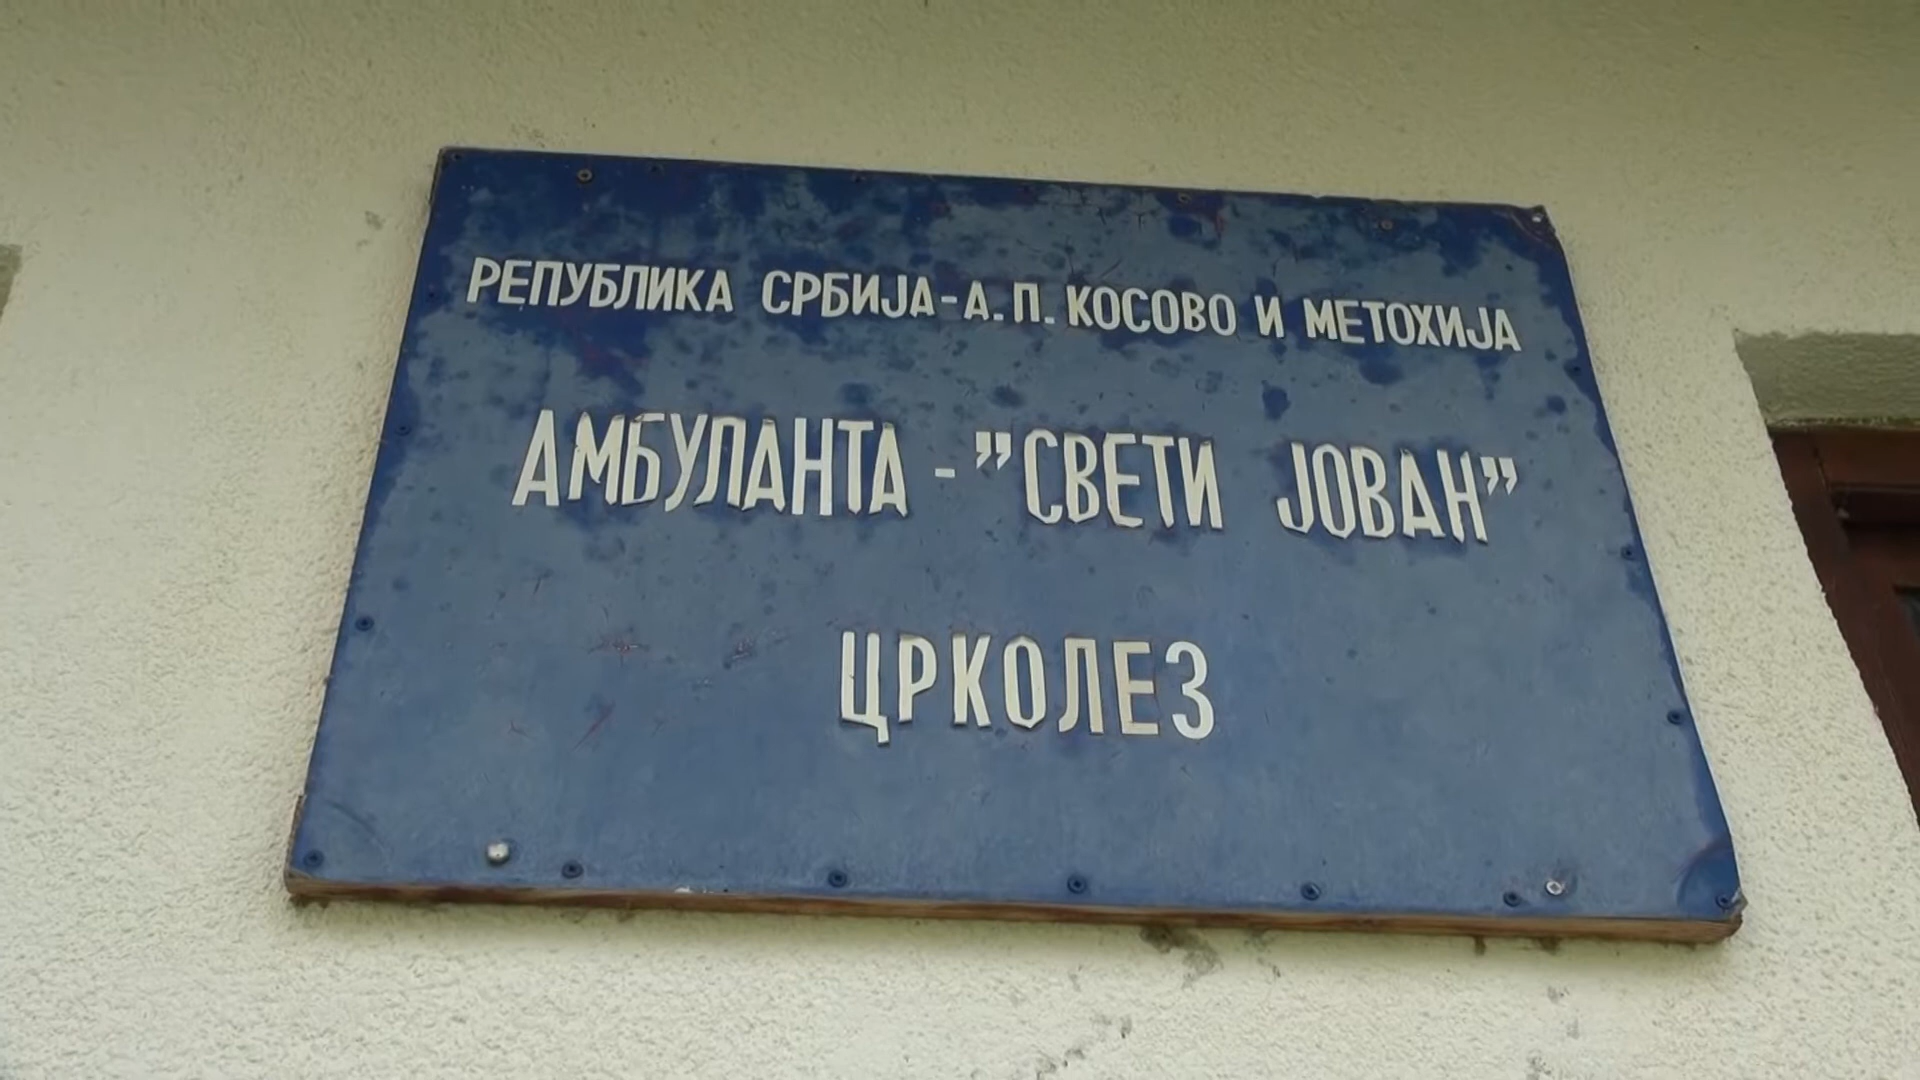 РЕПУБЛИКА СРБИЈА-А.П. КОСОВО И МЕТОХИЈА
АМБУЛАНТА - "СВЕТИ ЈОВАН"
ЦРКОЛЕЗ